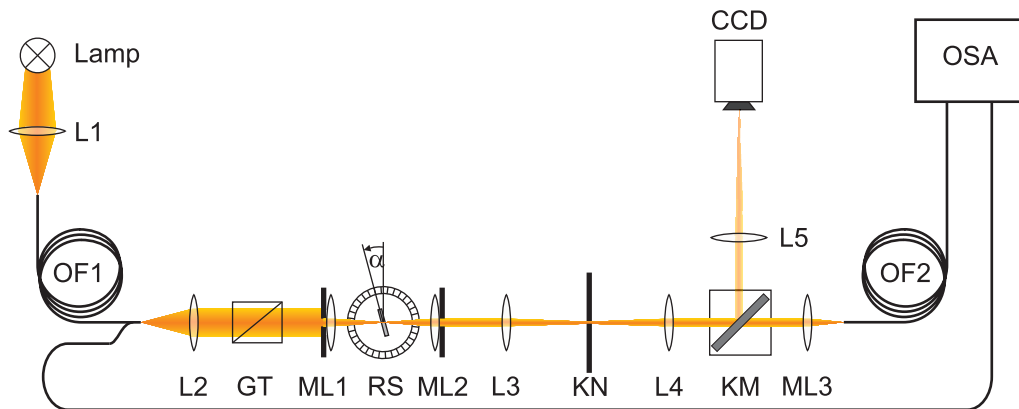 CCD
OSA
Lamp
L1
L5
OF1
α
OF2
L2 GT ML1 RS ML2 L3 KN L4 KM ML3